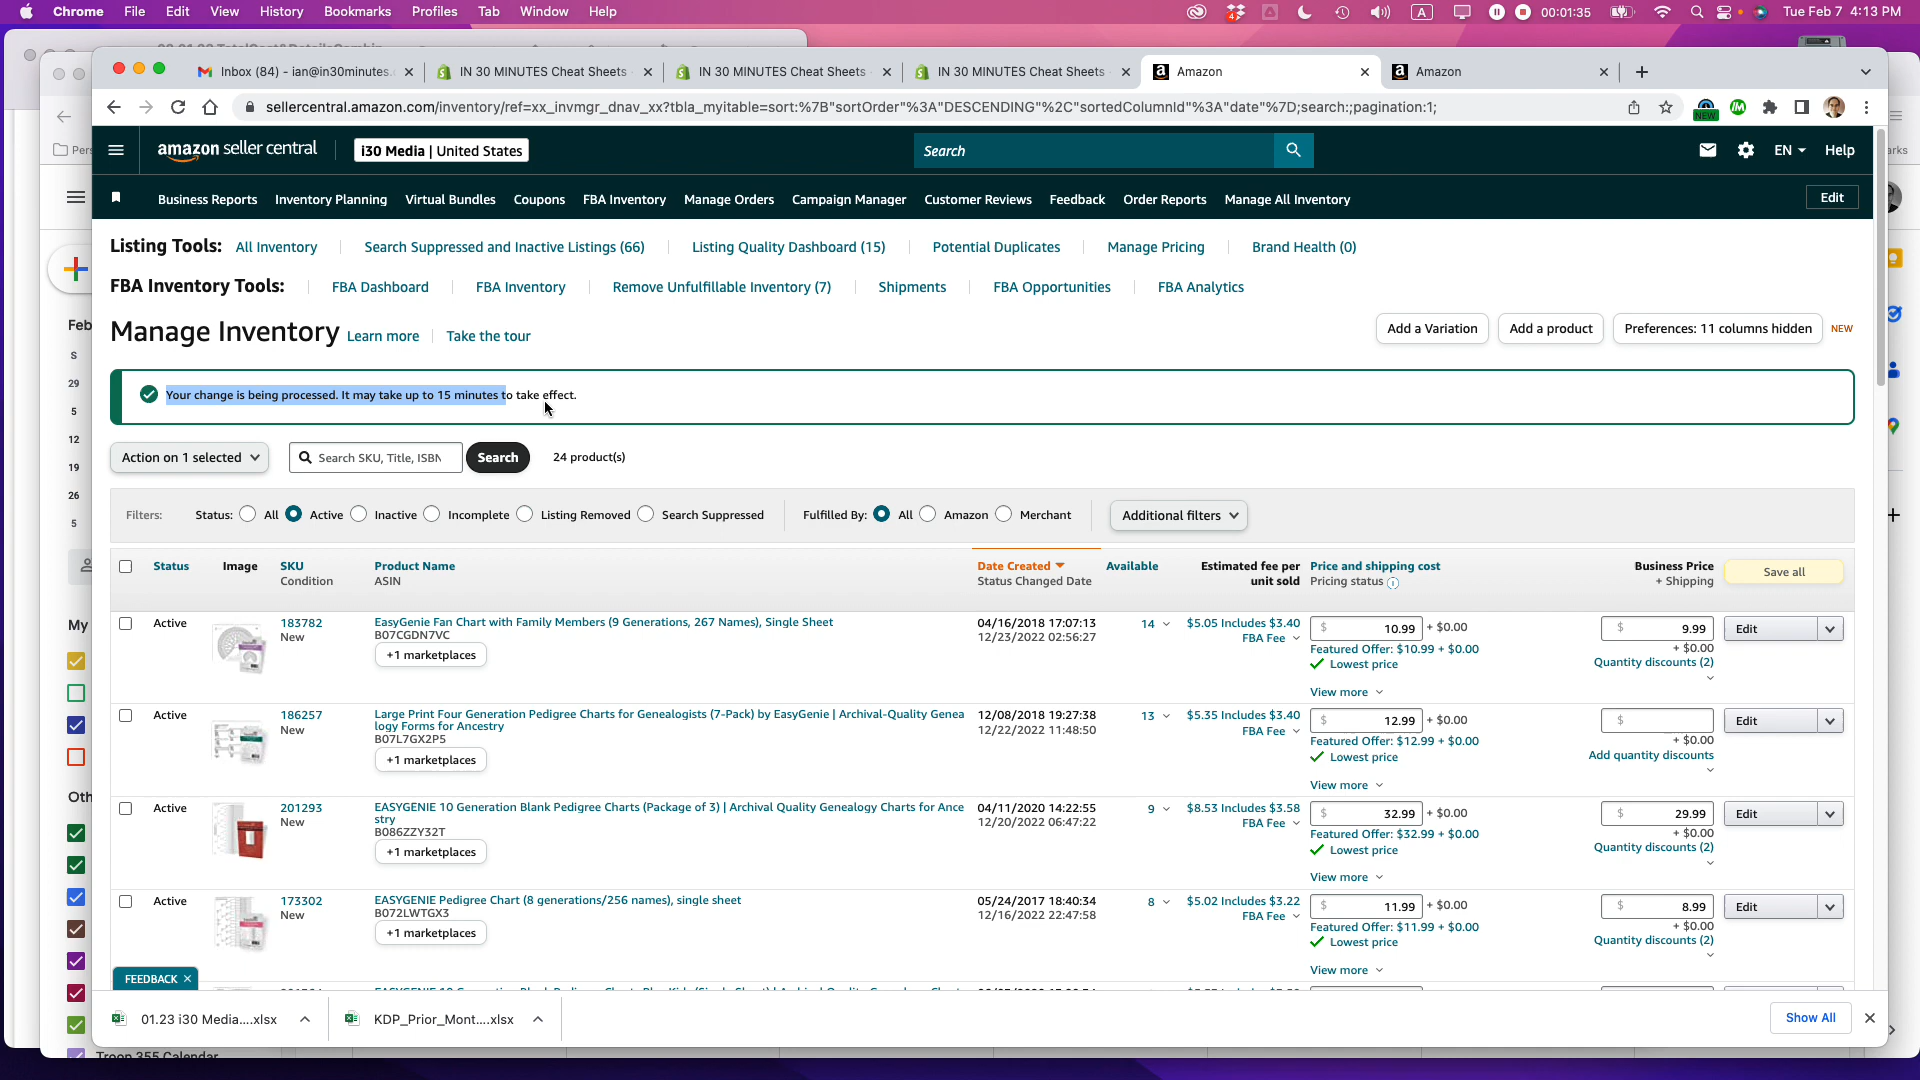 Chrome File Edit View History Bookmarks Profiles Tab Window Help 00:01:35 Tue Feb 7 4:13 PM
Inbox (84) - ian@in30minutes. IN 30 MINUTES Cheat Sheets IN 30 MINUTES Cheat Sheets IN 30 MINUTES Cheat Sheets Amazon Amazon
sellercentral.amazon.com/inventory/ref=xx_invmgr_dnav_xx?tbla_myitable=sort:%7B"sortOrder"%3A"DESCENDING"%2C"sortedColumnId"%3A"date"%7D;search:;pagination:1;
NEW
amazon seller central i30 Media | United States Search EN Help
Business Reports Inventory Planning Virtual Bundles Coupons FBA Inventory Manage Orders Campaign Manager Customer Reviews Feedback Order Reports Manage All Inventory Edit
Listing Tools: All Inventory Search Suppressed and Inactive Listings (66) Listing Quality Dashboard (15) Potential Duplicates Manage Pricing Brand Health (0)
FBA Inventory Tools: FBA Dashboard FBA Inventory Remove Unfulfillable Inventory (7) Shipments FBA Opportunities FBA Analytics
Manage Inventory Learn more Take the tour Add a Variation Add a product Preferences: 11 columns hidden NEW
Your change is being processed. It may take up to 15 minutes to take effect.
Action on 1 selected Search SKU, Title, ISBN Search 24 product(s)
Filters: Status: All Active Inactive Incomplete Listing Removed Search Suppressed Fulfilled By: All Amazon Merchant Additional filters
Status Image SKU Product Name Date Created Available Estimated fee per Price and shipping cost Business Price Save all
Condition ASIN Status Changed Date unit sold Pricing status + Shipping
Active 183782 EasyGenie Fan Chart with Family Members (9 Generations, 267 Names), Single Sheet 04/16/2018 17:07:13 14 $5.05 Includes $3.40 $ 10.99 + $0.00 $ 9.99 Edit
New B07CGDN7VC 12/23/2022 02:56:27 FBA Fee Featured Offer: $10.99 + $0.00 + $0.00
+1 marketplaces Lowest price Quantity discounts (2)
View more
Active 186257 Large Print Four Generation Pedigree Charts for Genealogists (7-Pack) by EasyGenie | Archival-Quality Genea 12/08/2018 19:27:38 13 $5.35 Includes $3.40 $ 12.99 + $0.00 $ Edit
New logy Forms for Ancestry 12/22/2022 11:48:50 FBA Fee Featured Offer: $12.99 + $0.00 + $0.00
B07L7GX2P5 Lowest price Add quantity discounts
+1 marketplaces
View more
Active 201293 EASYGENIE 10 Generation Blank Pedigree Charts (Package of 3) | Archival Quality Genealogy Charts for Ance 04/11/2020 14:22:55 9 $8.53 Includes $3.58 $ 32.99 + $0.00 $ 29.99 Edit
New stry 12/20/2022 06:47:22 FBA Fee Featured Offer: $32.99 + $0.00 + $0.00
B086ZZY32T Lowest price Quantity discounts (2)
+1 marketplaces
View more
Active 173302 EASYGENIE Pedigree Chart (8 generations/256 names), single sheet 05/24/2017 18:40:34 8 $5.02 Includes $3.22 $ 11.99 + $0.00 $ 8.99 Edit
New B072LWTGX3 12/16/2022 22:47:58 FBA Fee Featured Offer: $11.99 + $0.00 + $0.00
+1 marketplaces Lowest price Quantity discounts (2)
View more
FEEDBACK
01.23 i30 Media....xlsx KDP_Prior_Mont....xlsx Show All
Feb
S
29
5
12
19
26
5
My
Troop 355 Calendar